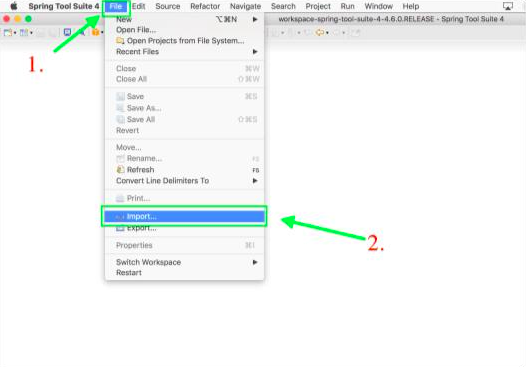 Spring Tool Suite 4 File Edit Source Refactor Navigate Search Project Run Window Help
workspace-spring-tool-suite-4-4.6.0.RELEASE - Spring Tool Suite 4
1.
New ⌥⌘N
Open File...
Open Projects from File System...
Recent Files
Close ⌘W
Close All ⇧⌘W
Save ⌘S
Save As...
Save All ⇧⌘S
Revert
Move...
Rename... F2
Refresh F5
Convert Line Delimiters To
Print...
Import...
Export...
2.
Properties ⌘I
Switch Workspace
Restart